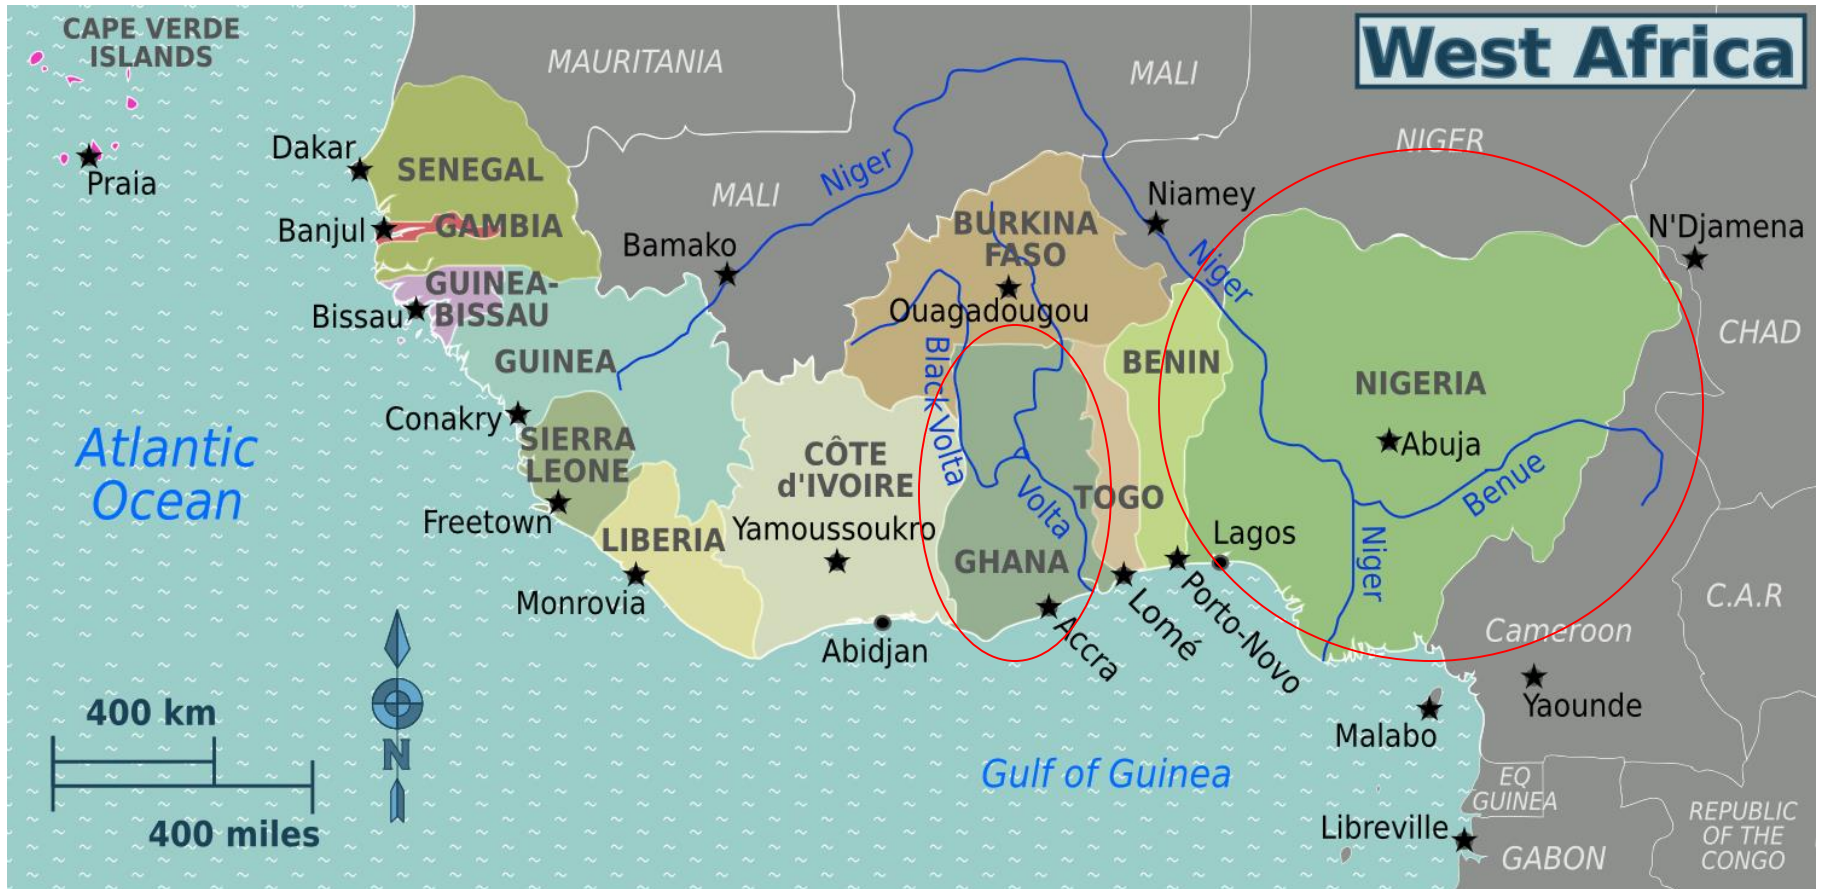 CAPE VERDE
ISLANDS
MAURITANIA
MALI
West Africa
NIGER
Dakar
SENEGAL
Praia
Niger
MALI
Niamey
Banjul
GAMBIA
BURKINA
FASO
N'Djamena
Bamako
Niger
GUINEA-
BISSAU
Bissau
Ouagadougou
CHAD
GUINEA
Black Volta
BENIN
NIGERIA
Conakry
SIERRA
LEONE
Atlantic
Ocean
CÔTE
d'IVOIRE
Abuja
Benue
Volta
TOGO
Freetown
LIBERIA
Yamoussoukro
Lagos
GHANA
Niger
C.A.R
Monrovia
Abidjan
Accra
Lomé
Porto-Novo
Cameroon
Yaounde
Malabo
400 km
N
400 miles
Gulf of Guinea
EQ
GUINEA
Libreville
GABON
REPUBLIC
OF THE
CONGO